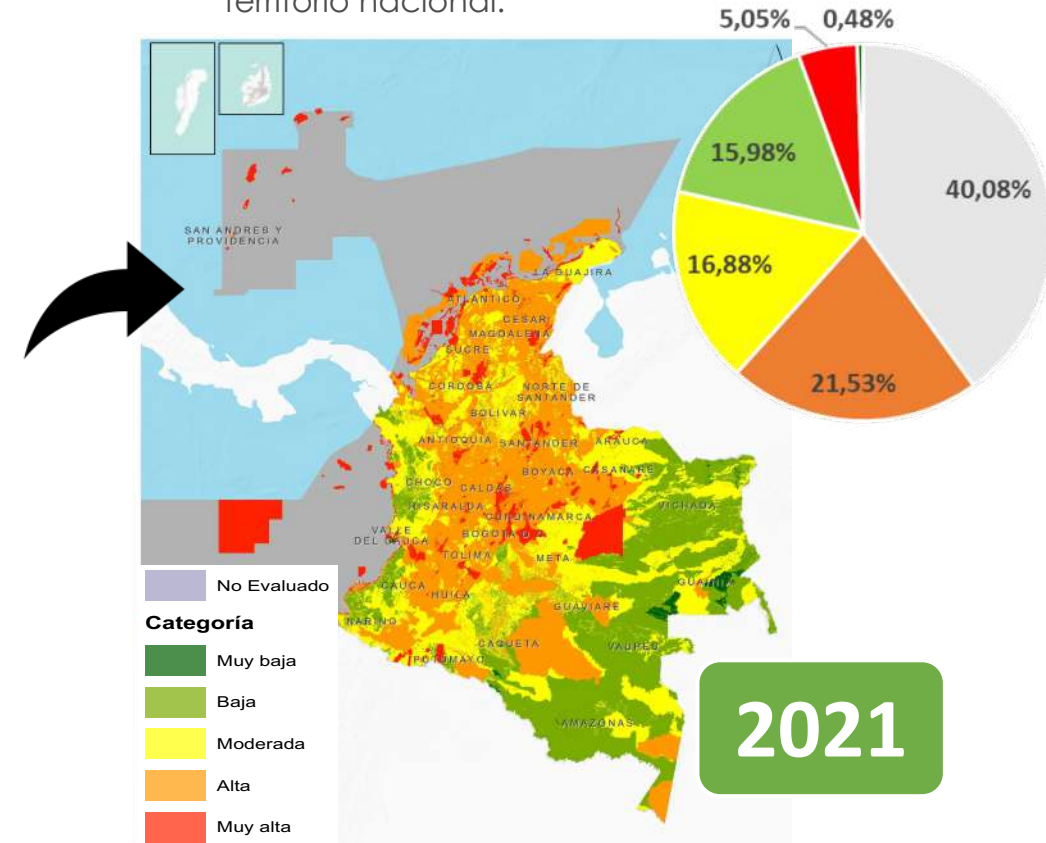 Territorio nacional.
5,05%
0,48%
15,98%
40,08%
16,88%
21,53%
SAN ANDRES Y
PROVIDENCIA
LA GUAJIRA
ATLANTICO
CESAR
MAGDALENA
SUCRE
CORDOBA
NORTE DE
SANTANDER
BOLIVAR
ANTIOQUIA
SANTANDER
ARAUCA
BOYACA
CASANARE
CHOCO
CALDAS
VICHADA
RISARALDA
CUNDINAMARCA
VALLE
DEL CAUCA
BOGOTA D.C.
TOLIMA
META
CAUCA
HUILA
GUAINIA
GUAVIARE
NARIÑO
CAQUETA
VAUPES
PUTUMAYO
AMAZONAS
No Evaluado
Categoría
Muy baja
Baja
Moderada
Alta
Muy alta
2021